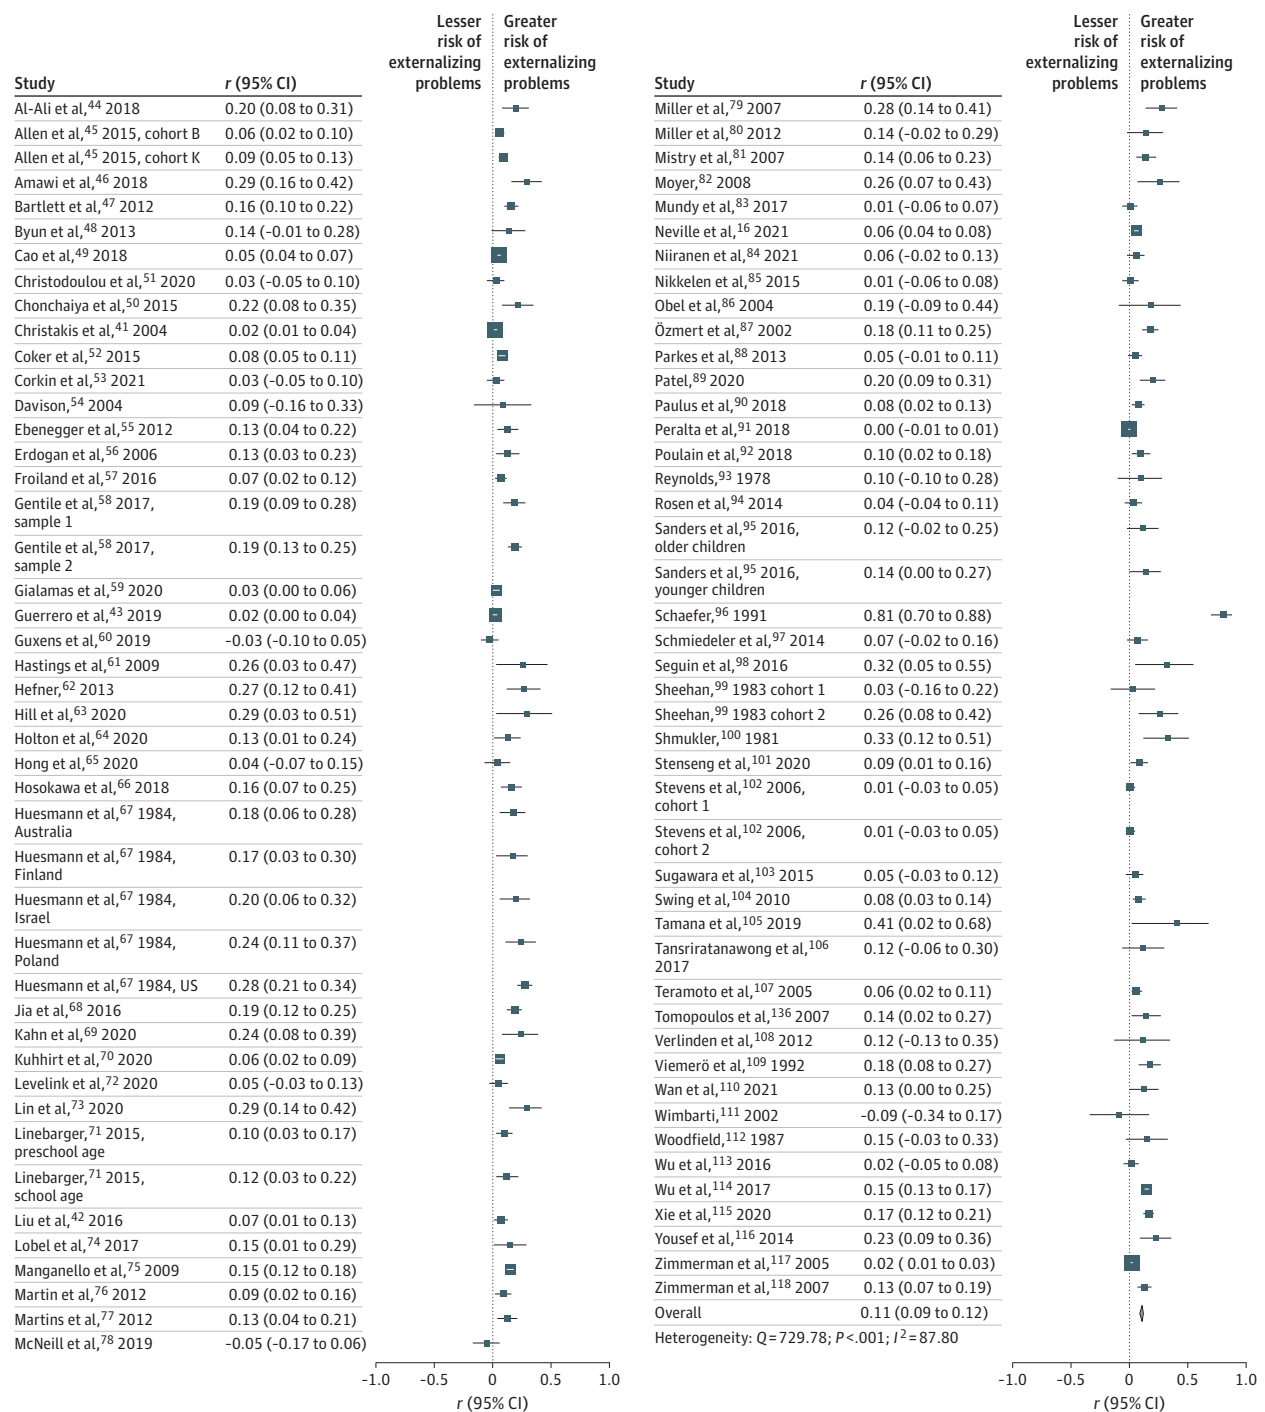 Lesser
risk of
externalizing
problems
Greater
risk of
externalizing
problems
Study r (95% CI)
Al-Ali et al,44 2018 0.20 (0.08 to 0.31)
Allen et al,45 2015, cohort B 0.06 (0.02 to 0.10)
Allen et al,45 2015, cohort K 0.09 (0.05 to 0.13)
Amawi et al,46 2018 0.29 (0.16 to 0.42)
Bartlett et al,47 2012 0.16 (0.10 to 0.22)
Byun et al,48 2013 0.14 (-0.01 to 0.28)
Cao et al,49 2018 0.05 (0.04 to 0.07)
Christodoulou et al,51 2020 0.03 (-0.05 to 0.10)
Chonchaiya et al,50 2015 0.22 (0.08 to 0.35)
Christakis et al,41 2004 0.02 (0.01 to 0.04)
Coker et al,52 2015 0.08 (0.05 to 0.11)
Corkin et al,53 2021 0.03 (-0.05 to 0.10)
Davison,54 2004 0.09 (-0.16 to 0.33)
Ebenegger et al,55 2012 0.13 (0.04 to 0.22)
Erdogan et al,56 2006 0.13 (0.03 to 0.23)
Froiland et al,57 2016 0.07 (0.02 to 0.12)
Gentile et al,58 2017, 0.19 (0.09 to 0.28)
sample 1
Gentile et al,58 2017, 0.19 (0.13 to 0.25)
sample 2
Gialamas et al,59 2020 0.03 (0.00 to 0.06)
Guerrero et al,43 2019 0.02 (0.00 to 0.04)
Guxens et al,60 2019 -0.03 (-0.10 to 0.05)
Hastings et al,61 2009 0.26 (0.03 to 0.47)
Hefner,62 2013 0.27 (0.12 to 0.41)
Hill et al,63 2020 0.29 (0.03 to 0.51)
Holton et al,64 2020 0.13 (0.01 to 0.24)
Hong et al,65 2020 0.04 (-0.07 to 0.15)
Hosokawa et al,66 2018 0.16 (0.07 to 0.25)
Huesmann et al,67 1984, 0.18 (0.06 to 0.28)
Australia
Huesmann et al,67 1984, 0.17 (0.03 to 0.30)
Finland
Huesmann et al,67 1984, 0.20 (0.06 to 0.32)
Israel
Huesmann et al,67 1984, 0.24 (0.11 to 0.37)
Poland
Huesmann et al,67 1984, US 0.28 (0.21 to 0.34)
Jia et al,68 2016 0.19 (0.12 to 0.25)
Kahn et al,69 2020 0.24 (0.08 to 0.39)
Kuhhirt et al,70 2020 0.06 (0.02 to 0.09)
Levelink et al,72 2020 0.05 (-0.03 to 0.13)
Lin et al,73 2020 0.29 (0.14 to 0.42)
Linebarger,71 2015, 0.10 (0.03 to 0.17)
preschool age
Linebarger,71 2015, 0.12 (0.03 to 0.22)
school age
Liu et al,42 2016 0.07 (0.01 to 0.13)
Lobel et al,74 2017 0.15 (0.01 to 0.29)
Manganello et al,75 2009 0.15 (0.12 to 0.18)
Martin et al,76 2012 0.09 (0.02 to 0.16)
Martins et al,77 2012 0.13 (0.04 to 0.21)
McNeill et al,78 2019 -0.05 (-0.17 to 0.06)
-1.0 -0.5 0 0.5 1.0
r (95% CI)
Lesser
risk of
externalizing
problems
Greater
risk of
externalizing
problems
Study r (95% CI)
Miller et al,79 2007 0.28 (0.14 to 0.41)
Miller et al,80 2012 0.14 (-0.02 to 0.29)
Mistry et al,81 2007 0.14 (0.06 to 0.23)
Moyer,82 2008 0.26 (0.07 to 0.43)
Mundy et al,83 2017 0.01 (-0.06 to 0.07)
Neville et al,16 2021 0.06 (0.04 to 0.08)
Niiranen et al,84 2021 0.06 (-0.02 to 0.13)
Nikkelen et al,85 2015 0.01 (-0.06 to 0.08)
Obel et al,86 2004 0.19 (-0.09 to 0.44)
Özmert et al,87 2002 0.18 (0.11 to 0.25)
Parkes et al,88 2013 0.05 (-0.01 to 0.11)
Patel,89 2020 0.20 (0.09 to 0.31)
Paulus et al,90 2018 0.08 (0.02 to 0.13)
Peralta et al,91 2018 0.00 (-0.01 to 0.01)
Poulain et al,92 2018 0.10 (0.02 to 0.18)
Reynolds,93 1978 0.10 (-0.10 to 0.28)
Rosen et al,94 2014 0.04 (-0.04 to 0.11)
Sanders et al,95 2016, 0.12 (-0.02 to 0.25)
older children
Sanders et al,95 2016, 0.14 (0.00 to 0.27)
younger children
Schaefer,96 1991 0.81 (0.70 to 0.88)
Schmiedeler et al,97 2014 0.07 (-0.02 to 0.16)
Seguin et al,98 2016 0.32 (0.05 to 0.55)
Sheehan,99 1983 cohort 1 0.03 (-0.16 to 0.22)
Sheehan,99 1983 cohort 2 0.26 (0.08 to 0.42)
Shmukler,100 1981 0.33 (0.12 to 0.51)
Stenseng et al,101 2020 0.09 (0.01 to 0.16)
Stevens et al,102 2006, 0.01 (-0.03 to 0.05)
cohort 1
Stevens et al,102 2006, 0.01 (-0.03 to 0.05)
cohort 2
Sugawara et al,103 2015 0.05 (-0.03 to 0.12)
Swing et al,104 2010 0.08 (0.03 to 0.14)
Tamana et al,105 2019 0.41 (0.02 to 0.68)
Tansriratanawong et al,106 0.12 (-0.06 to 0.30)
2017
Teramoto et al,107 2005 0.06 (0.02 to 0.11)
Tomopoulos et al,136 2007 0.14 (0.02 to 0.27)
Verlinden et al,108 2012 0.12 (-0.13 to 0.35)
Viemerö et al,109 1992 0.18 (0.08 to 0.27)
Wan et al,110 2021 0.13 (0.00 to 0.25)
Wimbarti,111 2002 -0.09 (-0.34 to 0.17)
Woodfield,112 1987 0.15 (-0.03 to 0.33)
Wu et al,113 2016 0.02 (-0.05 to 0.08)
Wu et al,114 2017 0.15 (0.13 to 0.17)
Xie et al,115 2020 0.17 (0.12 to 0.21)
Yousef et al,116 2014 0.23 (0.09 to 0.36)
Zimmerman et al,117 2005 0.02 ( 0.01 to 0.03)
Zimmerman et al,118 2007 0.13 (0.07 to 0.19)
Overall 0.11 (0.09 to 0.12)
Heterogeneity: Q=729.78; P<.001; I2=87.80
-1.0 -0.5 0 0.5 1.0
r (95% CI)